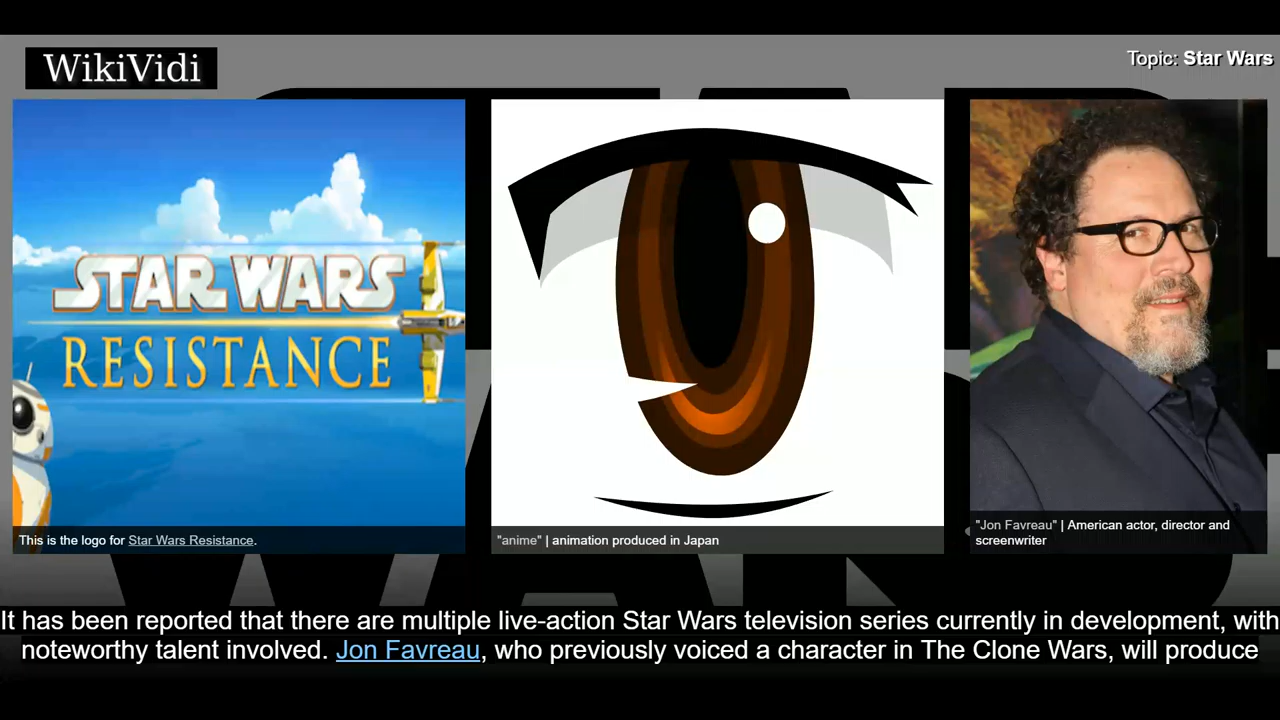 WikiVidi
Topic: Star Wars
STAR WARS
RESISTANCE
This is the logo for Star Wars Resistance.
"anime" | animation produced in Japan
"Jon Favreau" | American actor, director and
screenwriter
It has been reported that there are multiple live-action Star Wars television series currently in development, with
noteworthy talent involved. Jon Favreau, who previously voiced a character in The Clone Wars, will produce